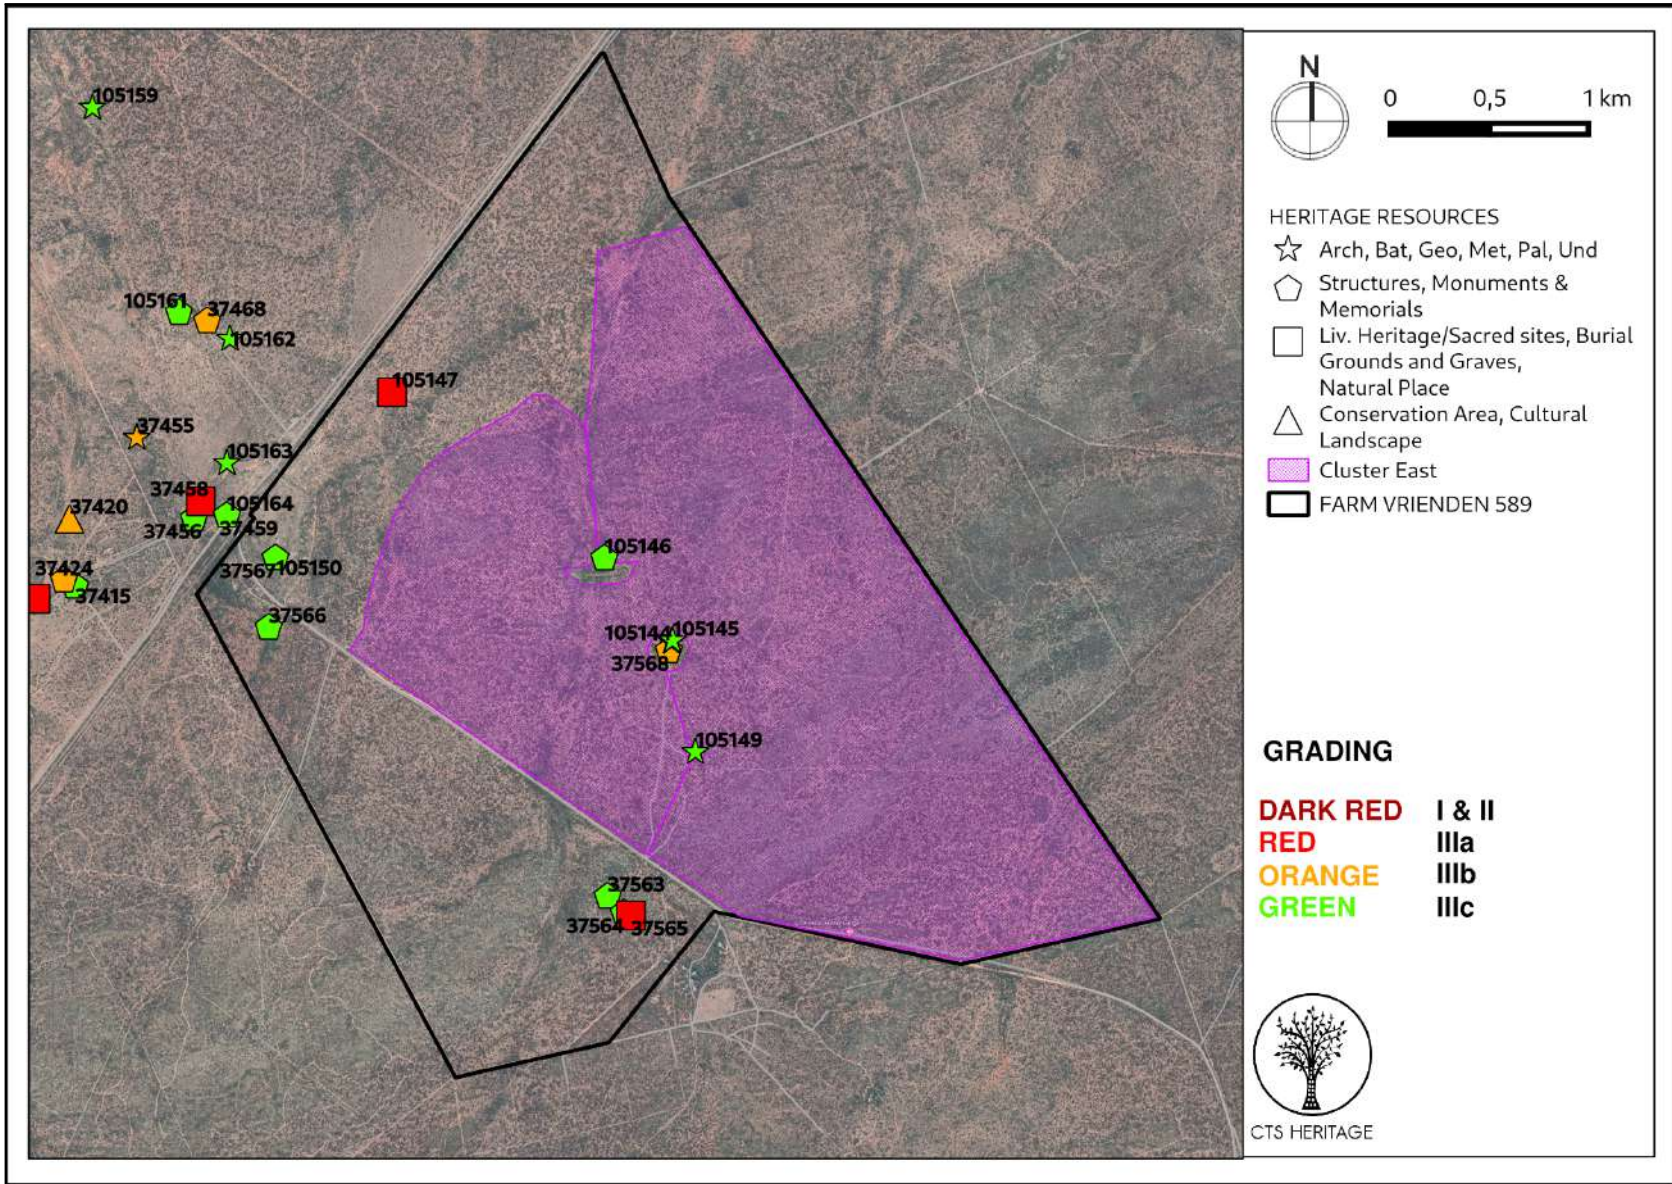 105159
105161
37468
105162
105147
37455
105163
37458
105164
37420
37456
37459
105146
37567
105150
37424
37415
37566
105144
105145
37568
105149
37563
37564
37565
N
0
0,5
1 km
HERITAGE RESOURCES
Arch, Bat, Geo, Met, Pal, Und
Structures, Monuments &
Memorials
Liv. Heritage/Sacred sites, Burial
Grounds and Graves,
Natural Place
Conservation Area, Cultural
Landscape
Cluster East
FARM VRIENDEN 589
GRADING
DARK RED I & II
RED IIIa
ORANGE IIIb
GREEN IIIc
CTS HERITAGE